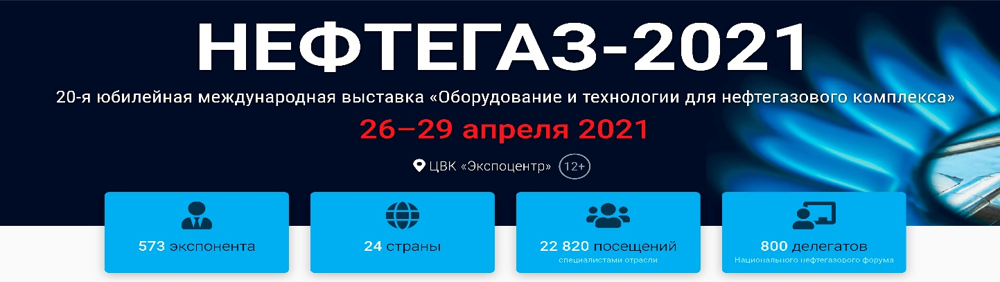 НЕФТЕГАЗ-2021
20-я юбилейная международная выставка «Оборудование и технологии для нефтегазового комплекса»
26–29 апреля 2021
ЦВК «Экспоцентр» 12+
573 экспонента
24 страны
22 820 посещений
специалистами отрасли
800 делегатов
Национального нефтегазового форума